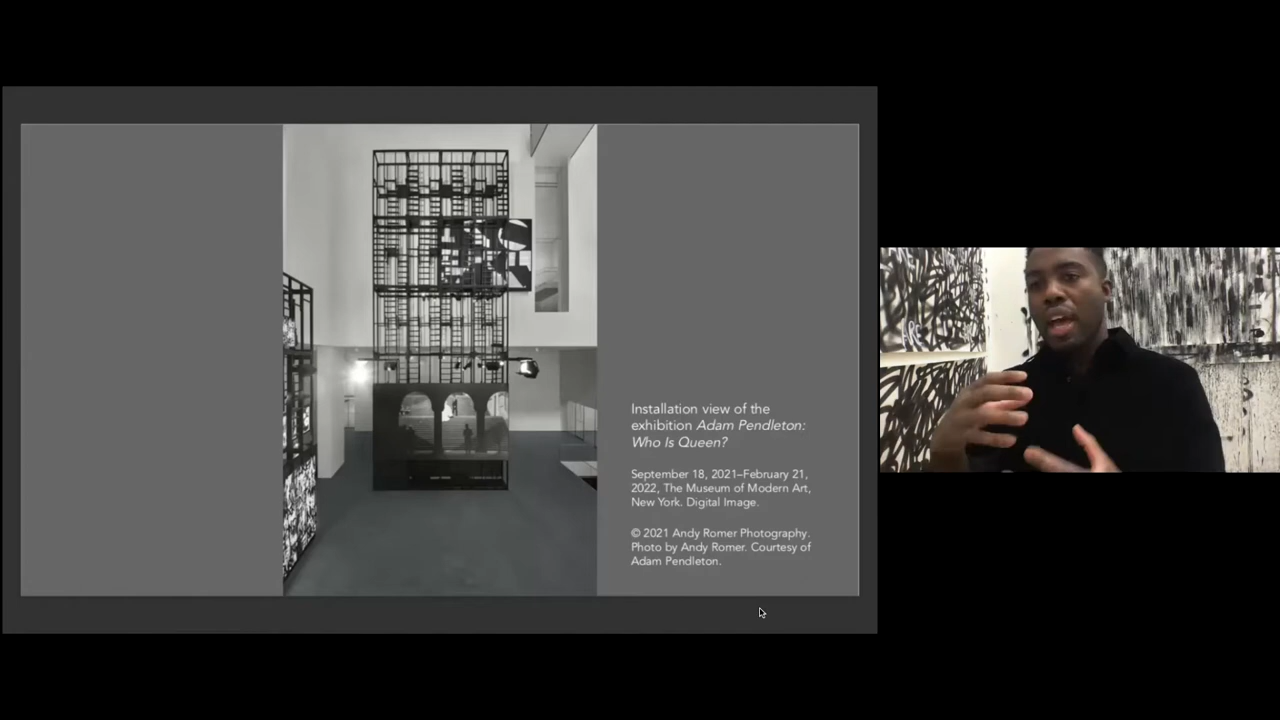 Installation view of the
exhibition Adam Pendleton:
Who Is Queen?
September 18, 2021–February 21,
2022, The Museum of Modern Art,
New York. Digital Image.
© 2021 Andy Romer Photography.
Photo by Andy Romer. Courtesy of
Adam Pendleton.